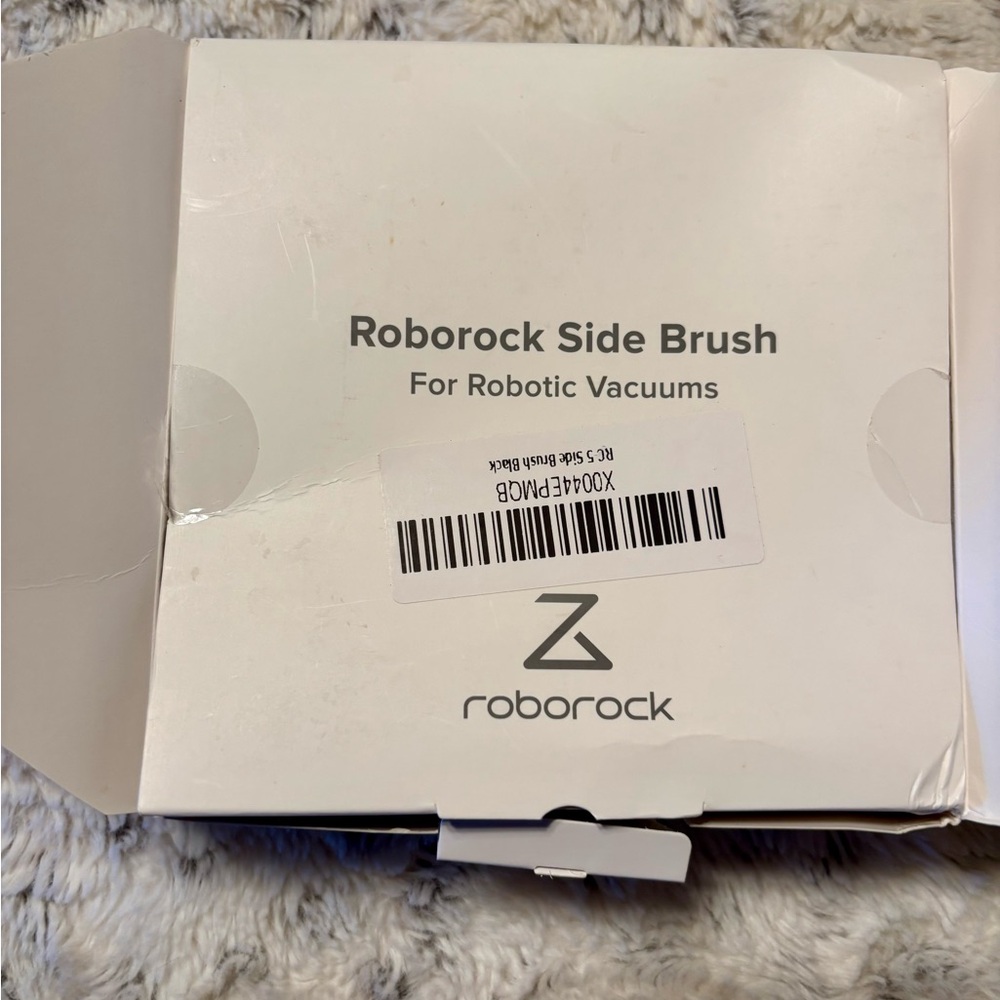 Roborock Side Brush
For Robotic Vacuums
X0044EPMQB
RC 5 Side Brush Black
roborock